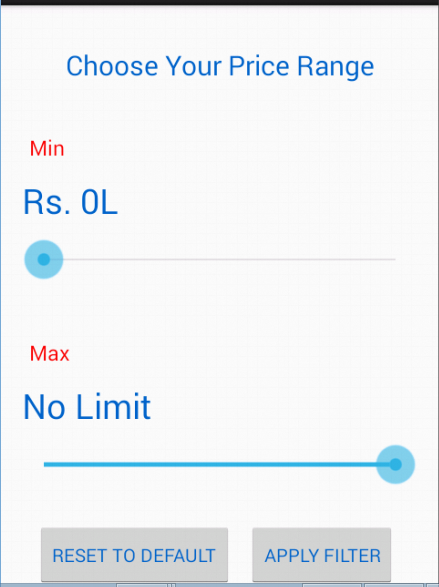 Choose Your Price Range
Min
Rs. 0L
Max
No Limit
RESET TO DEFAULT
APPLY FILTER